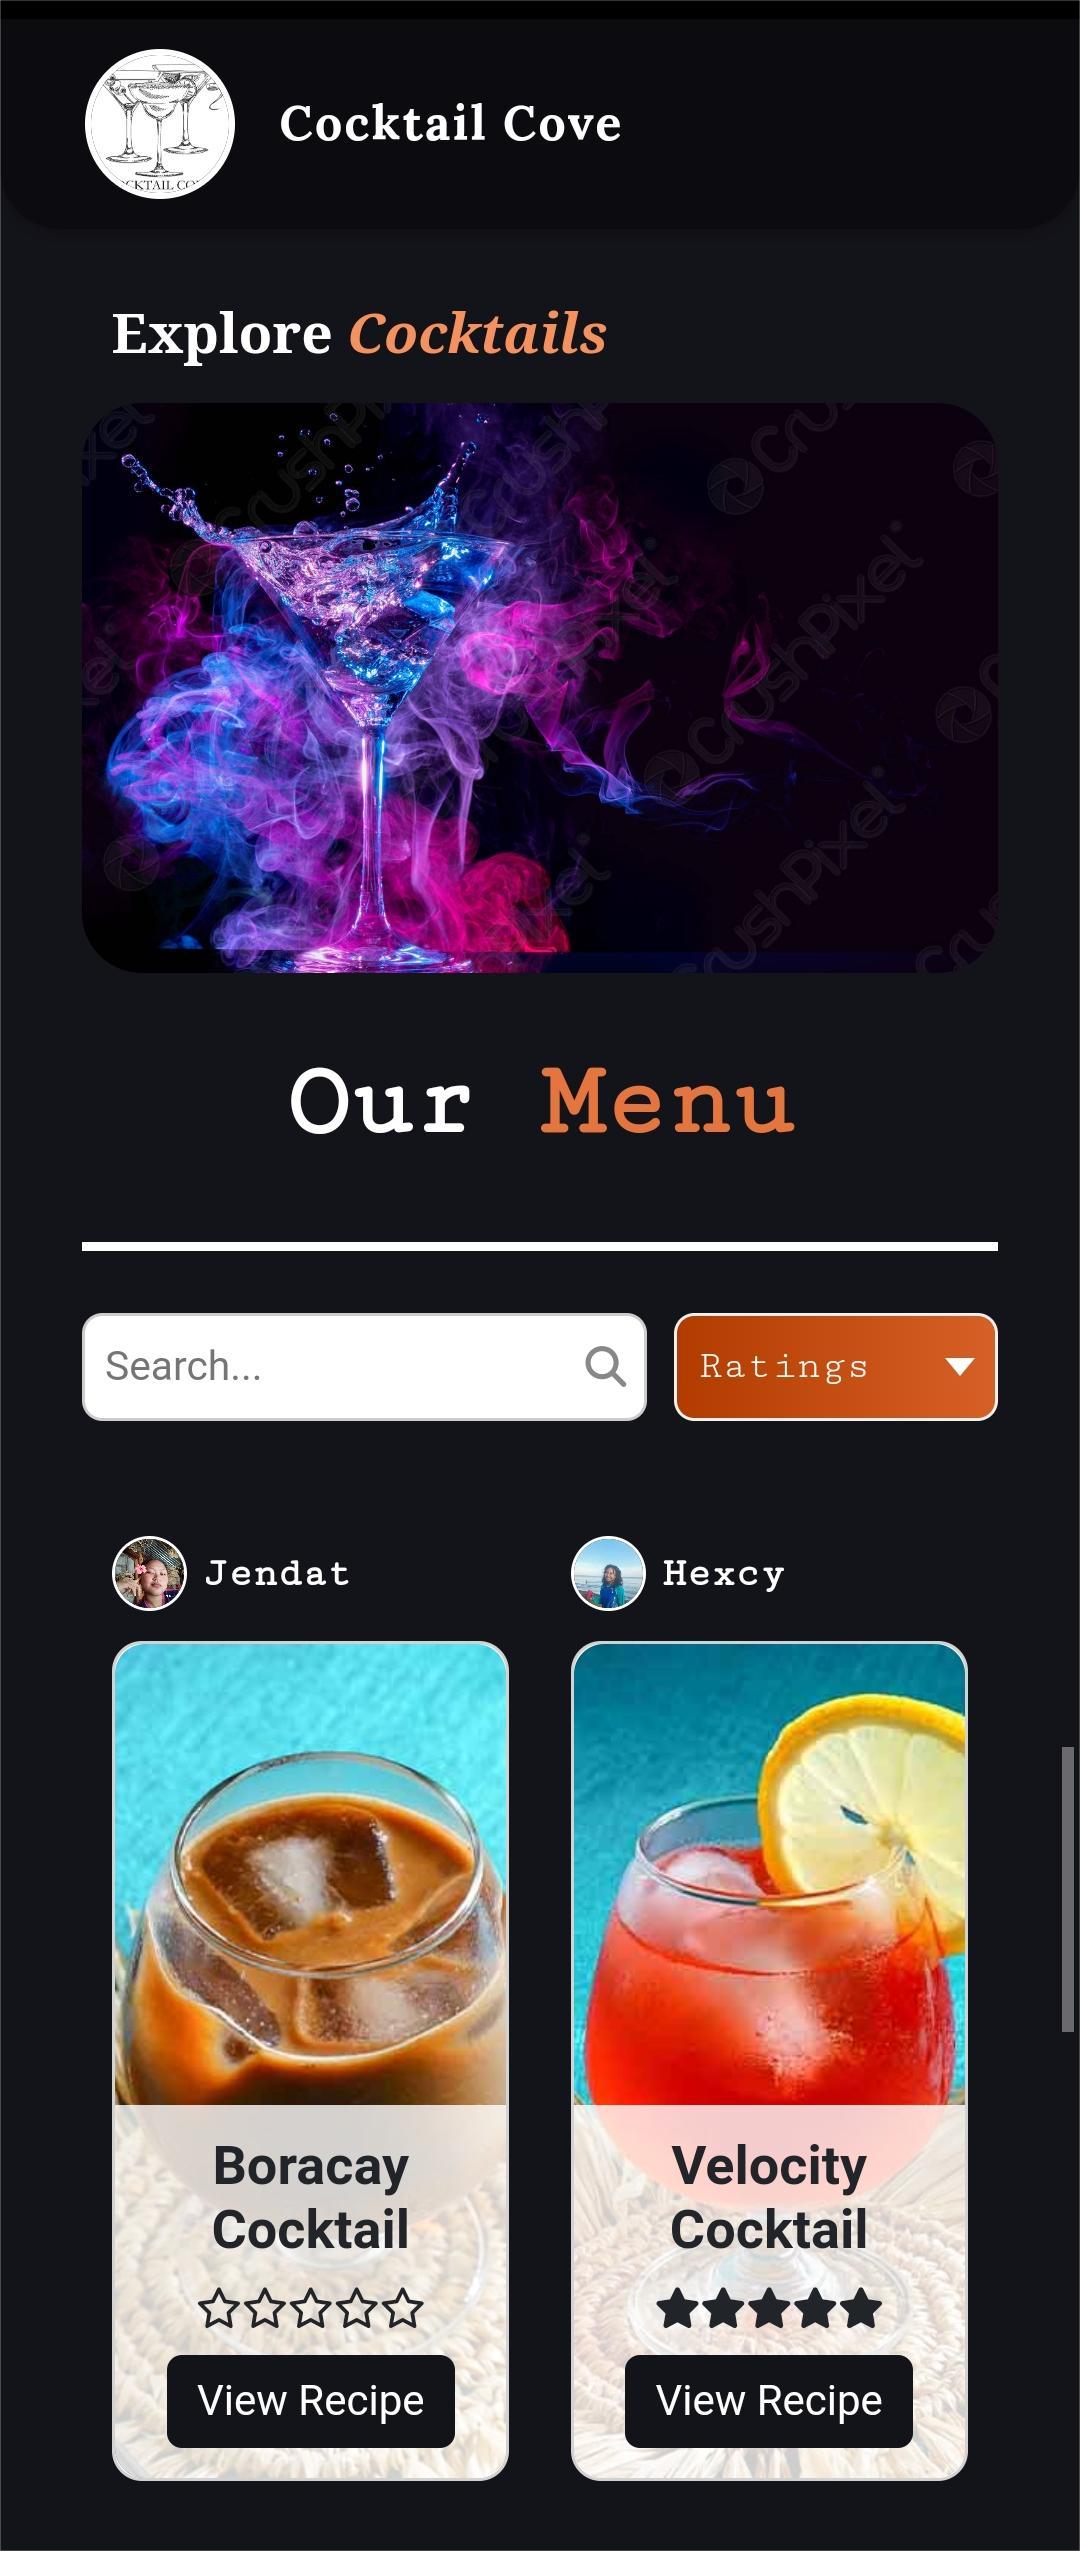 CKTAIL CO
Cocktail Cove
Explore Cocktails
CrushPixel
CrushPixel
Our Menu
Search...
Ratings
Jendat
Hexcy
Boracay
Cocktail
View Recipe
Velocity
Cocktail
View Recipe